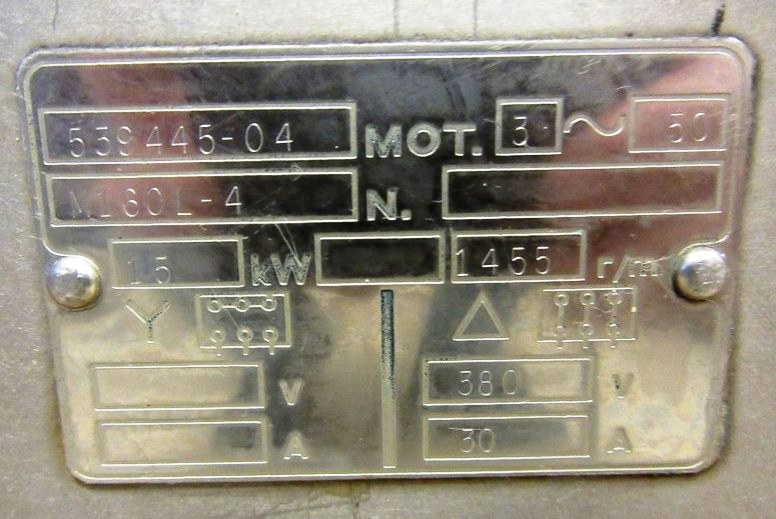 539445-04 MOT. 3 ~ 50
M160L-4 N.
15 kW 1455 r/m
Y △
V 380 V
A 30 A